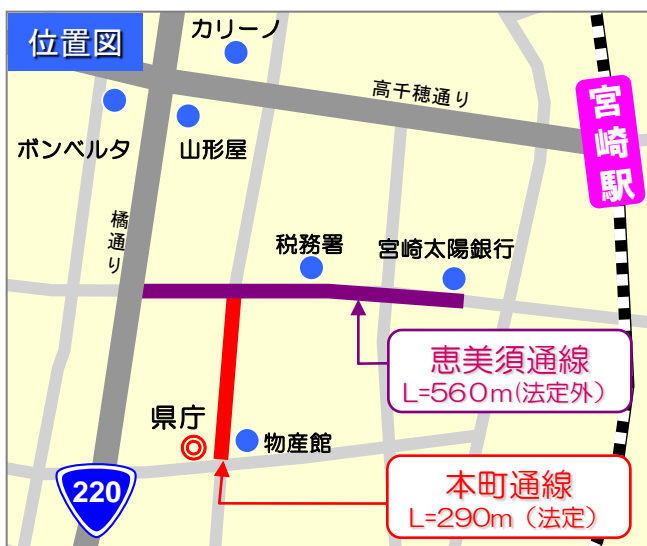 位置図
カリーノ
高千穂通り
宮崎駅
ボンベルタ
山形屋
橘通り
税務署
宮崎太陽銀行
恵美須通線
L=560m(法定外)
県庁
物産館
本町通線
L=290m（法定）
220